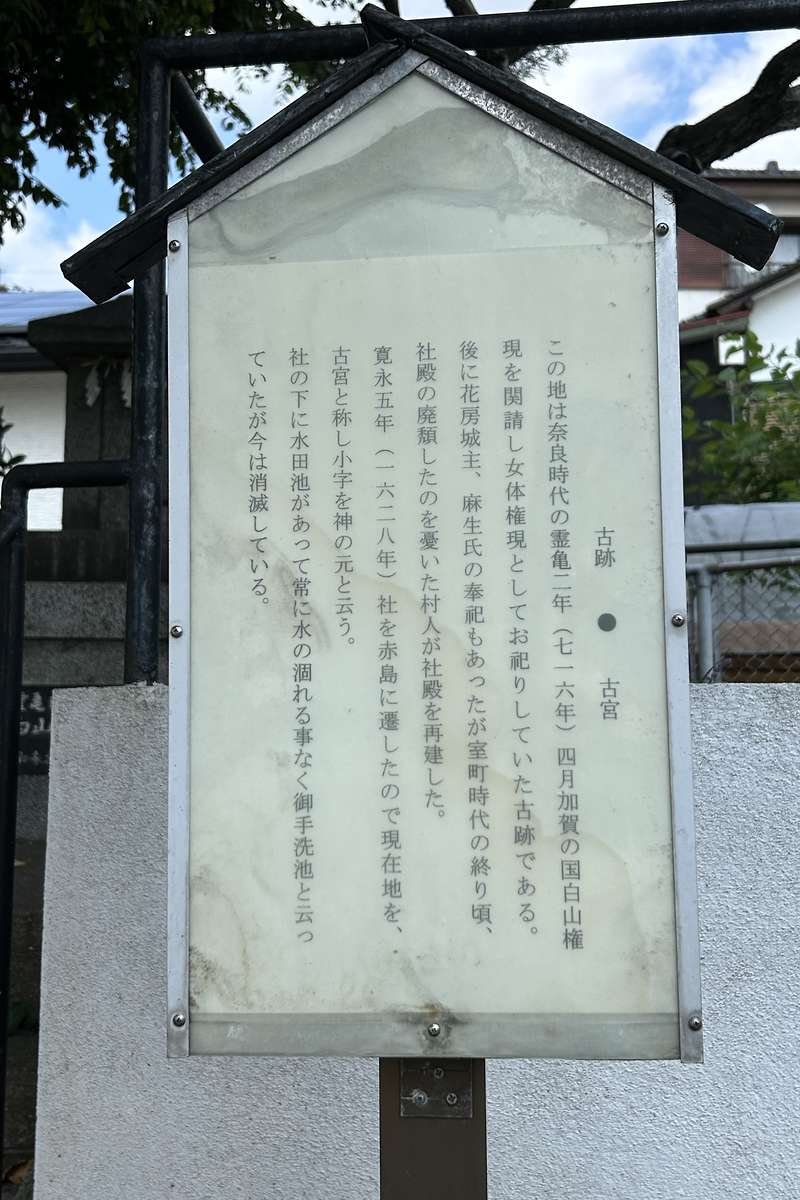 古跡 ● 古宮
この地は奈良時代の霊亀二年（七一六年）四月加賀の国白山権
現を関請し女体権現としてお祀りしていた古跡である。
後に花房城主、麻生氏の奉祀もあったが室町時代の終り頃、
社殿の廃頽したのを憂いた村人が社殿を再建した。
寛永五年（一六二八年）社を赤島に遷したので現在地を、
古宮と称し小字を神の元と云う。
社の下に水田池があって常に水の涸れる事なく御手洗池と云っ
ていたが今は消滅している。